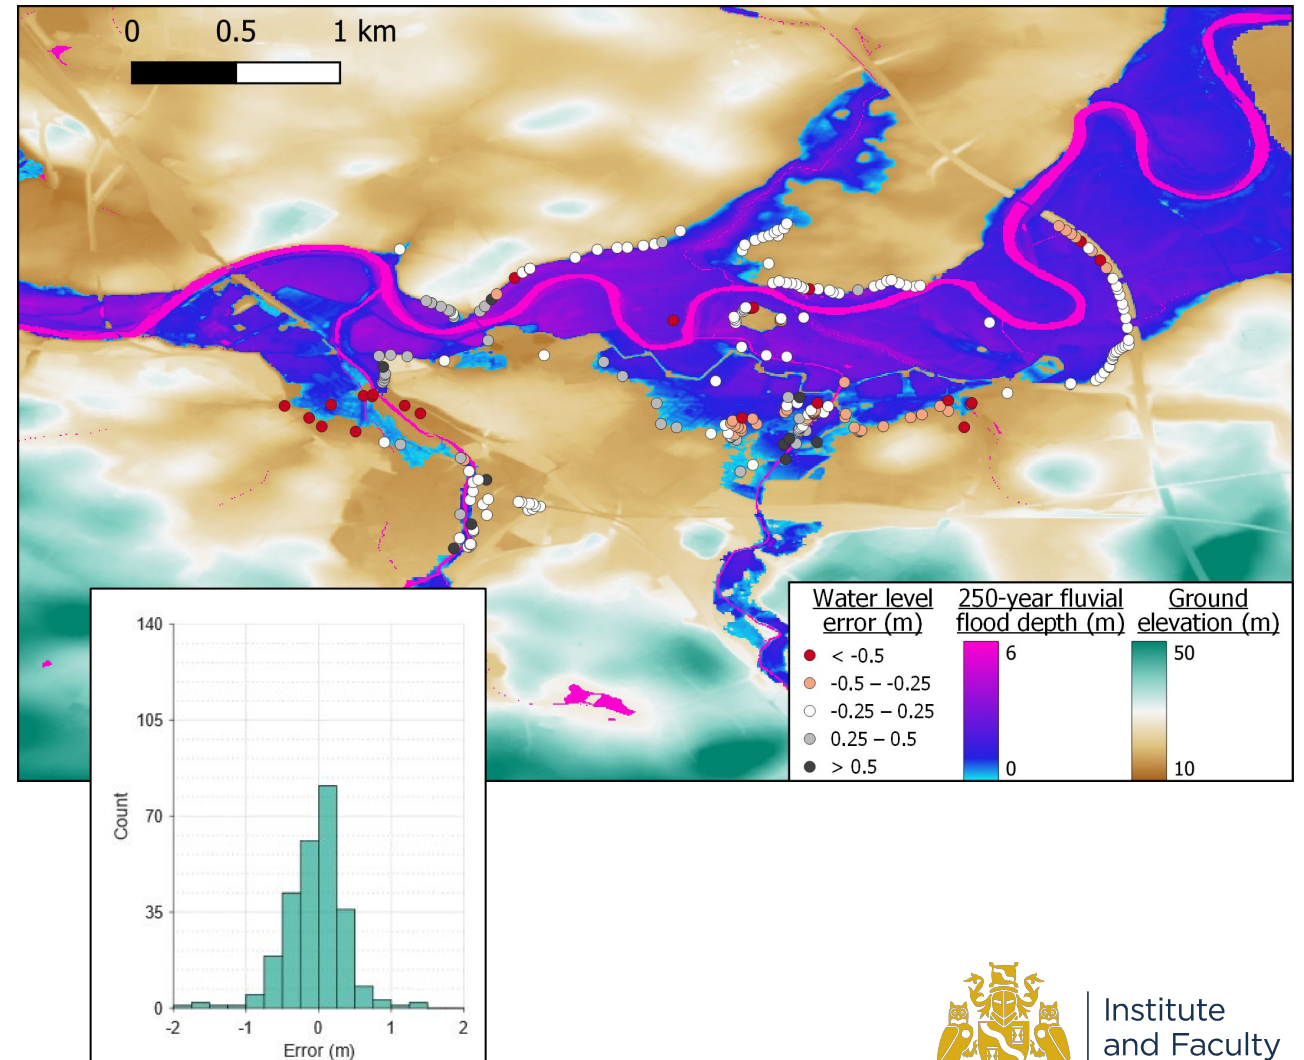 0 0.5 1 km
Water level
error (m)
< -0.5
-0.5 – -0.25
-0.25 – 0.25
0.25 – 0.5
> 0.5
250-year fluvial
flood depth (m)
6
0
Ground
elevation (m)
50
10
140
105
70
35
0
Count
-2 -1 0 1 2
Error (m)
Institute
and Faculty